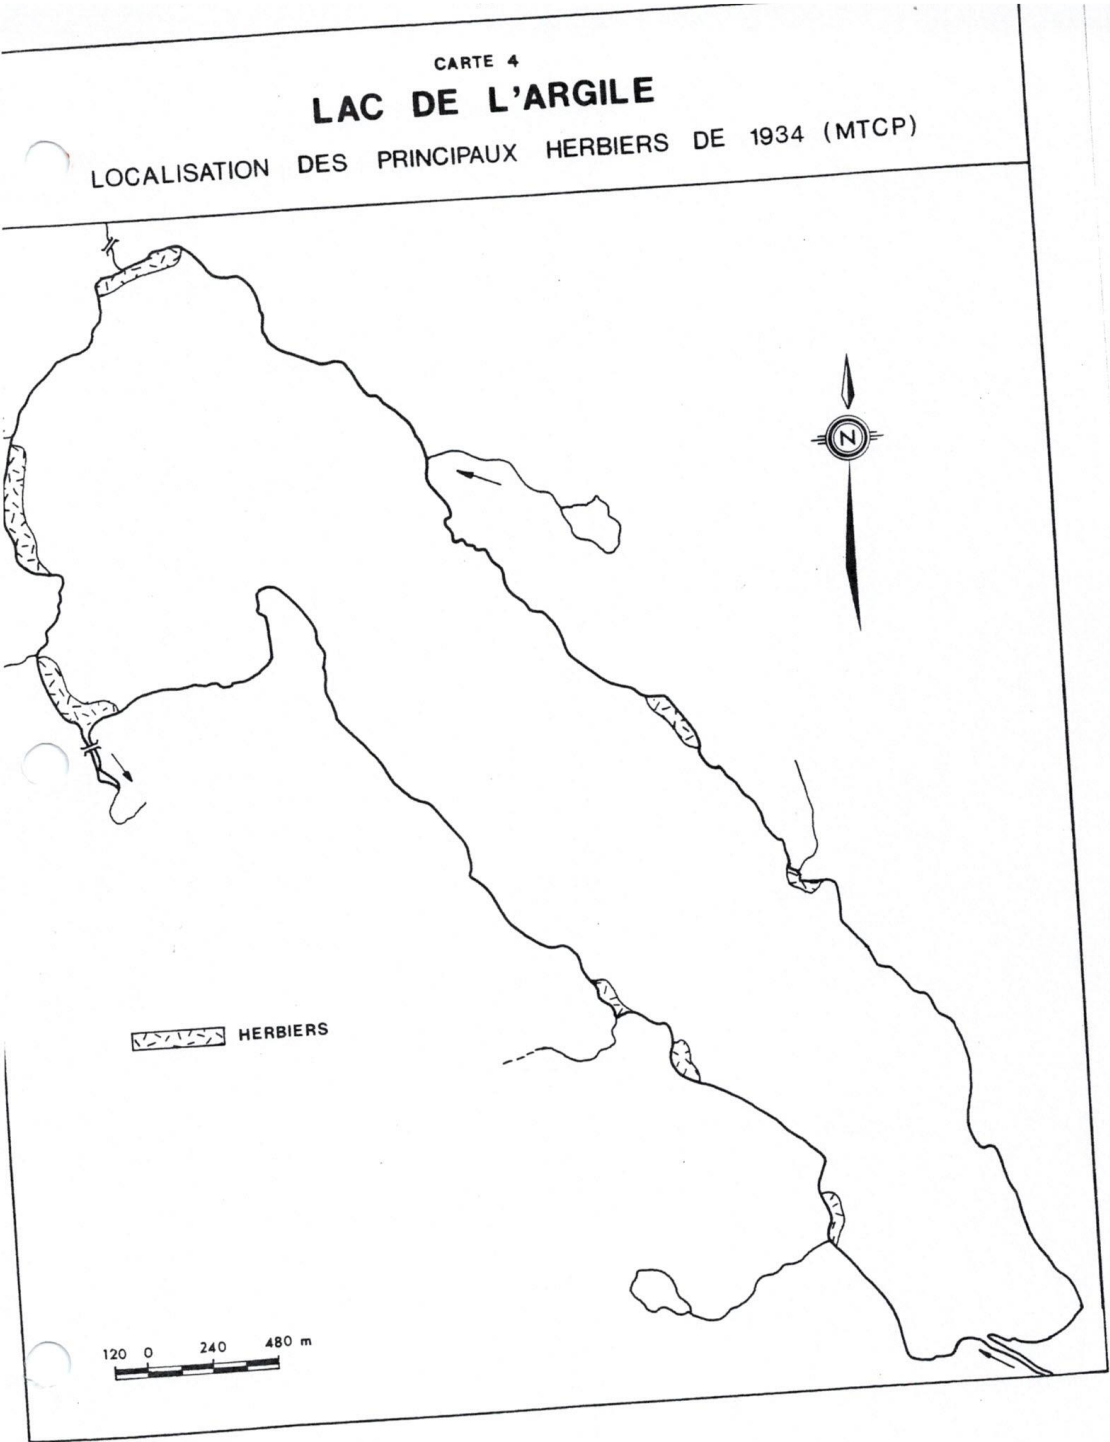 CARTE 4
LAC DE L'ARGILE
LOCALISATION DES PRINCIPAUX HERBIERS DE 1934 (MTCP)
N
HERBIERS
120 0 240 480 m